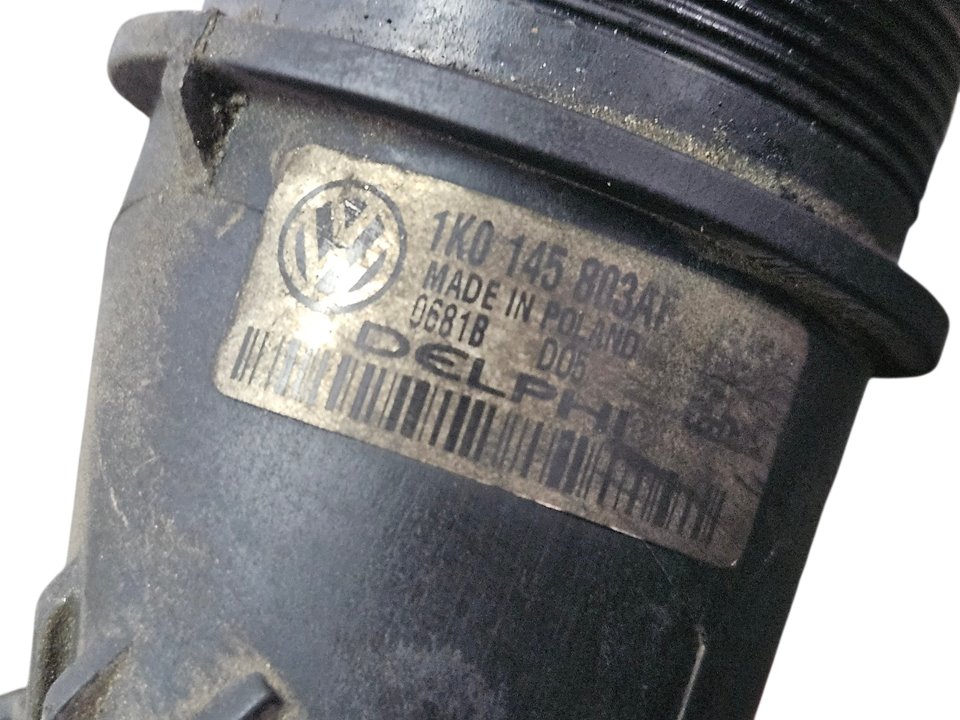 1K0 145 803AF
MADE IN POLAND
0681B D05
DELPHI